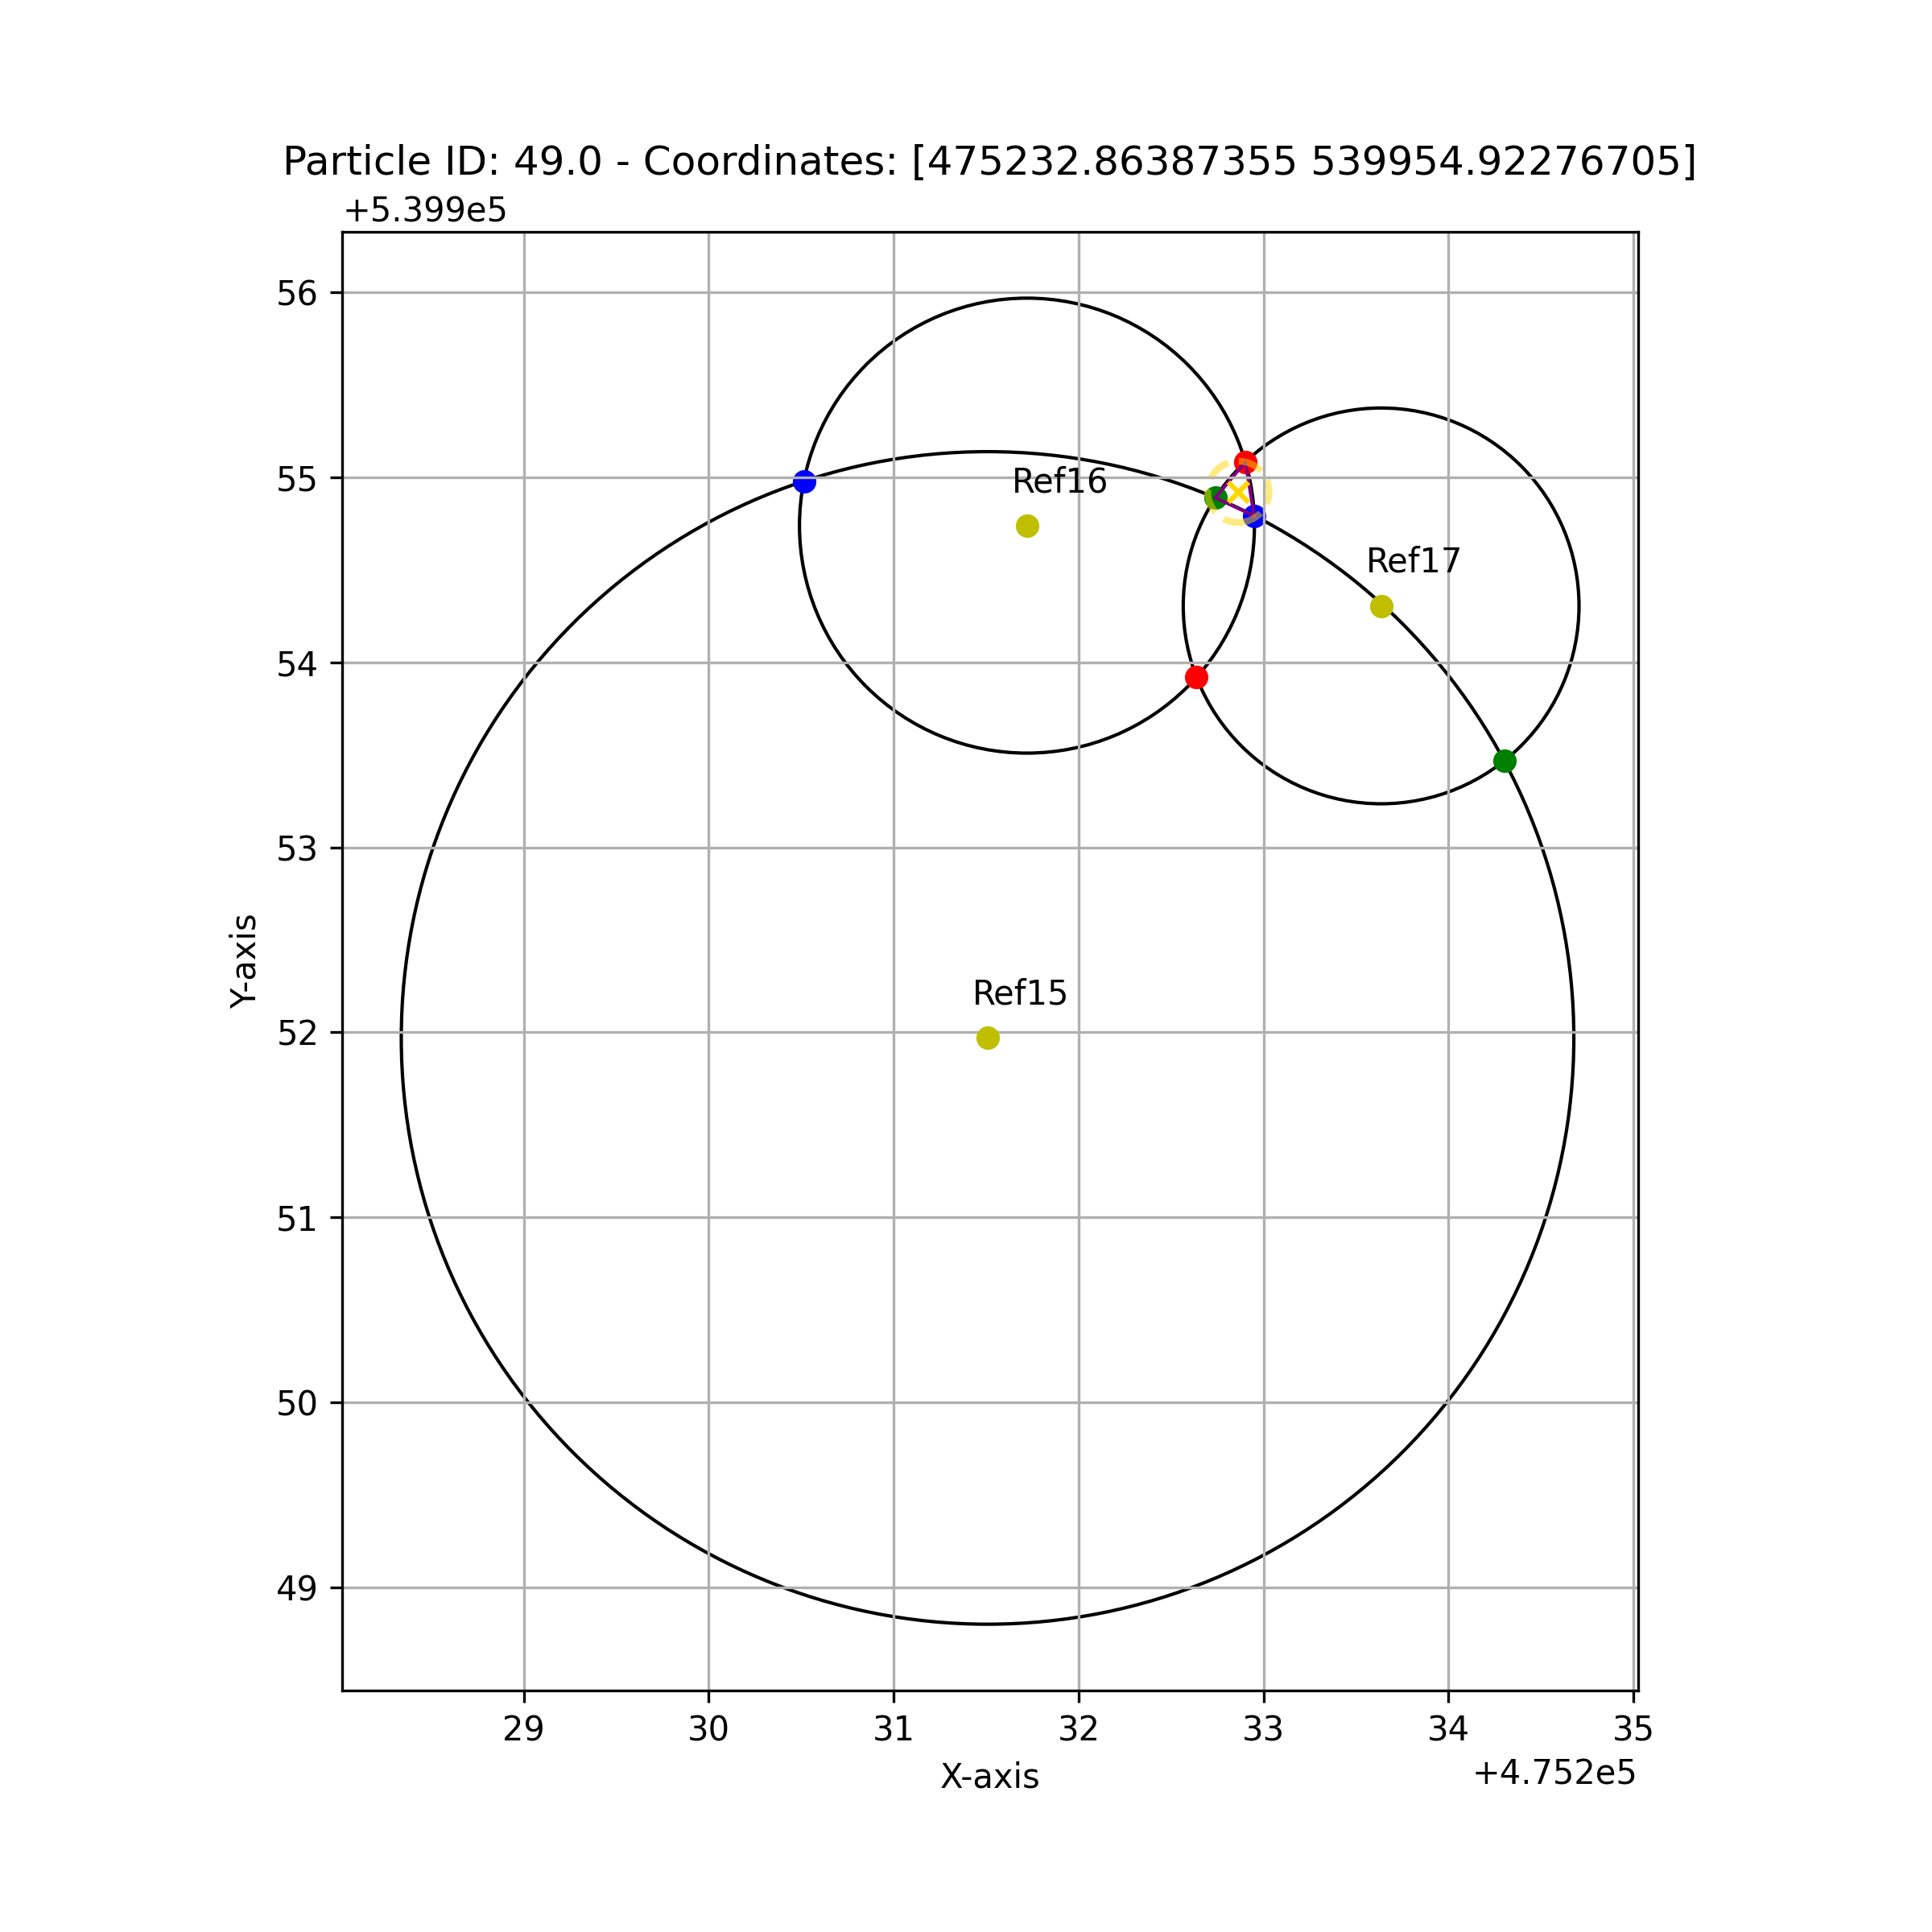 Particle ID: 49.0 - Coordinates: [475232.86387355 539954.92276705]
+5.399e5
56
55
54
53
52
51
50
49
Y-axis
Ref16
Ref17
Ref15
29 30 31 32 33 34 35
X-axis
+4.752e5